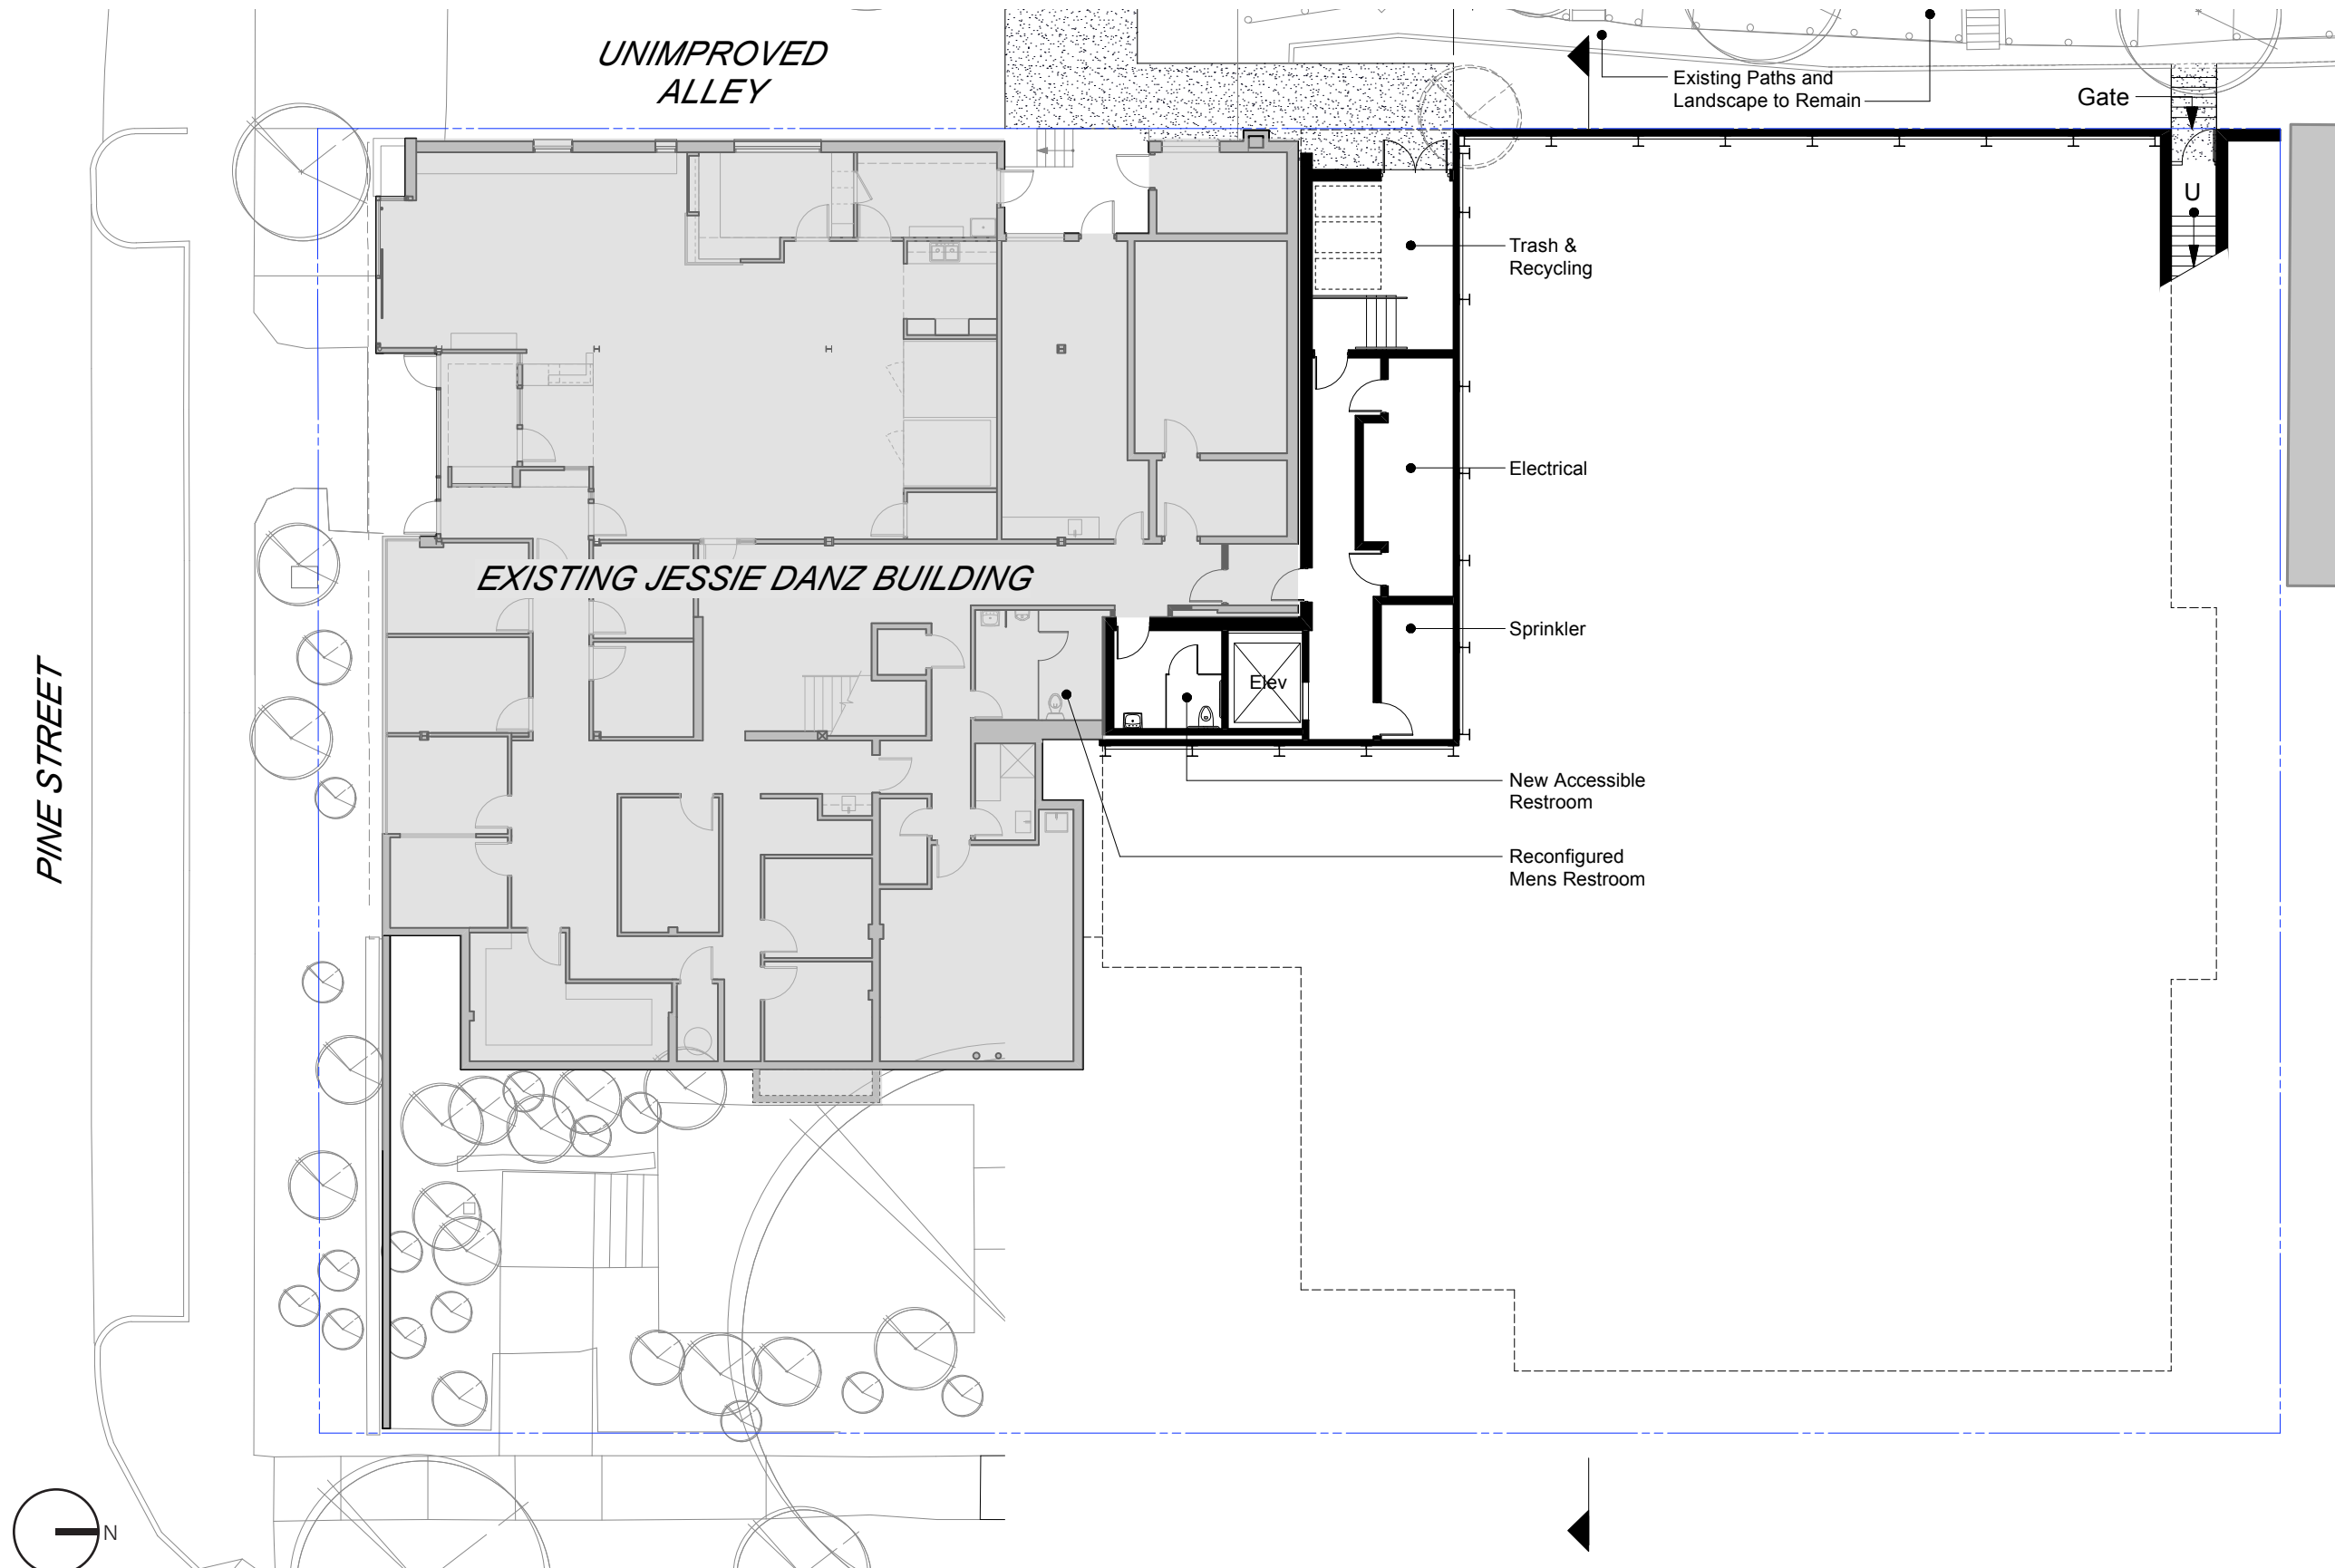 UNIMPROVED
ALLEY
Existing Paths and
Landscape to Remain
Gate
U
Trash &
Recycling
Electrical
EXISTING JESSIE DANZ BUILDING
Sprinkler
Elev
PINE STREET
New Accessible
Restroom
Reconfigured
Mens Restroom
N